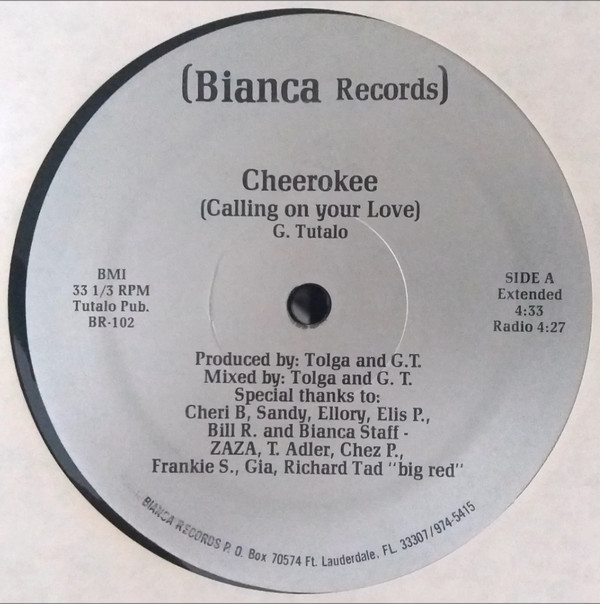 (Bianca Records)
Cheerokee
(Calling on your Love)
G. Tutalo
BMI
33 1/3 RPM
Tutalo Pub.
BR-102
SIDE A
Extended
4:33
Radio 4:27
Produced by: Tolga and G.T.
Mixed by: Tolga and G. T.
Special thanks to:
Cheri B, Sandy, Ellory, Elis P.,
Bill R. and Bianca Staff -
ZAZA, T. Adler, Chez P.,
Frankie S., Gia, Richard Tad "big red"
BIANCA RECORDS P. O. Box 70574 Ft. Lauderdale, FL 33307/974-5415